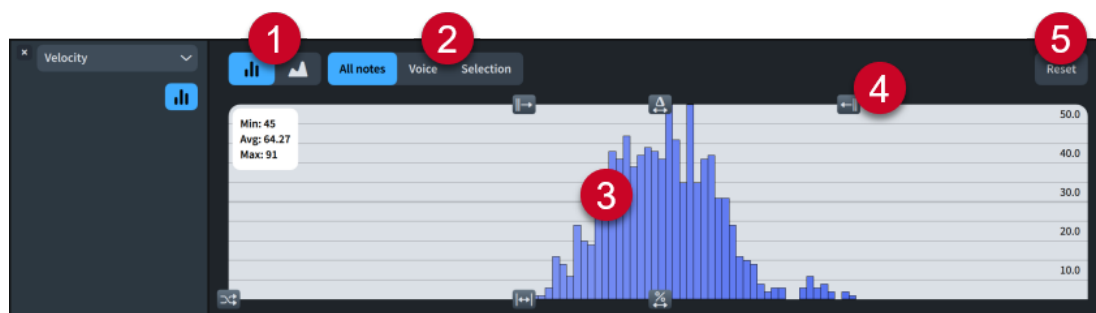 1
2
5
× Velocity
All notes Voice Selection
Reset
4
Min: 45
Avg: 64.27
Max: 91
Δ
50.0
40.0
30.0
3
20.0
10.0
%